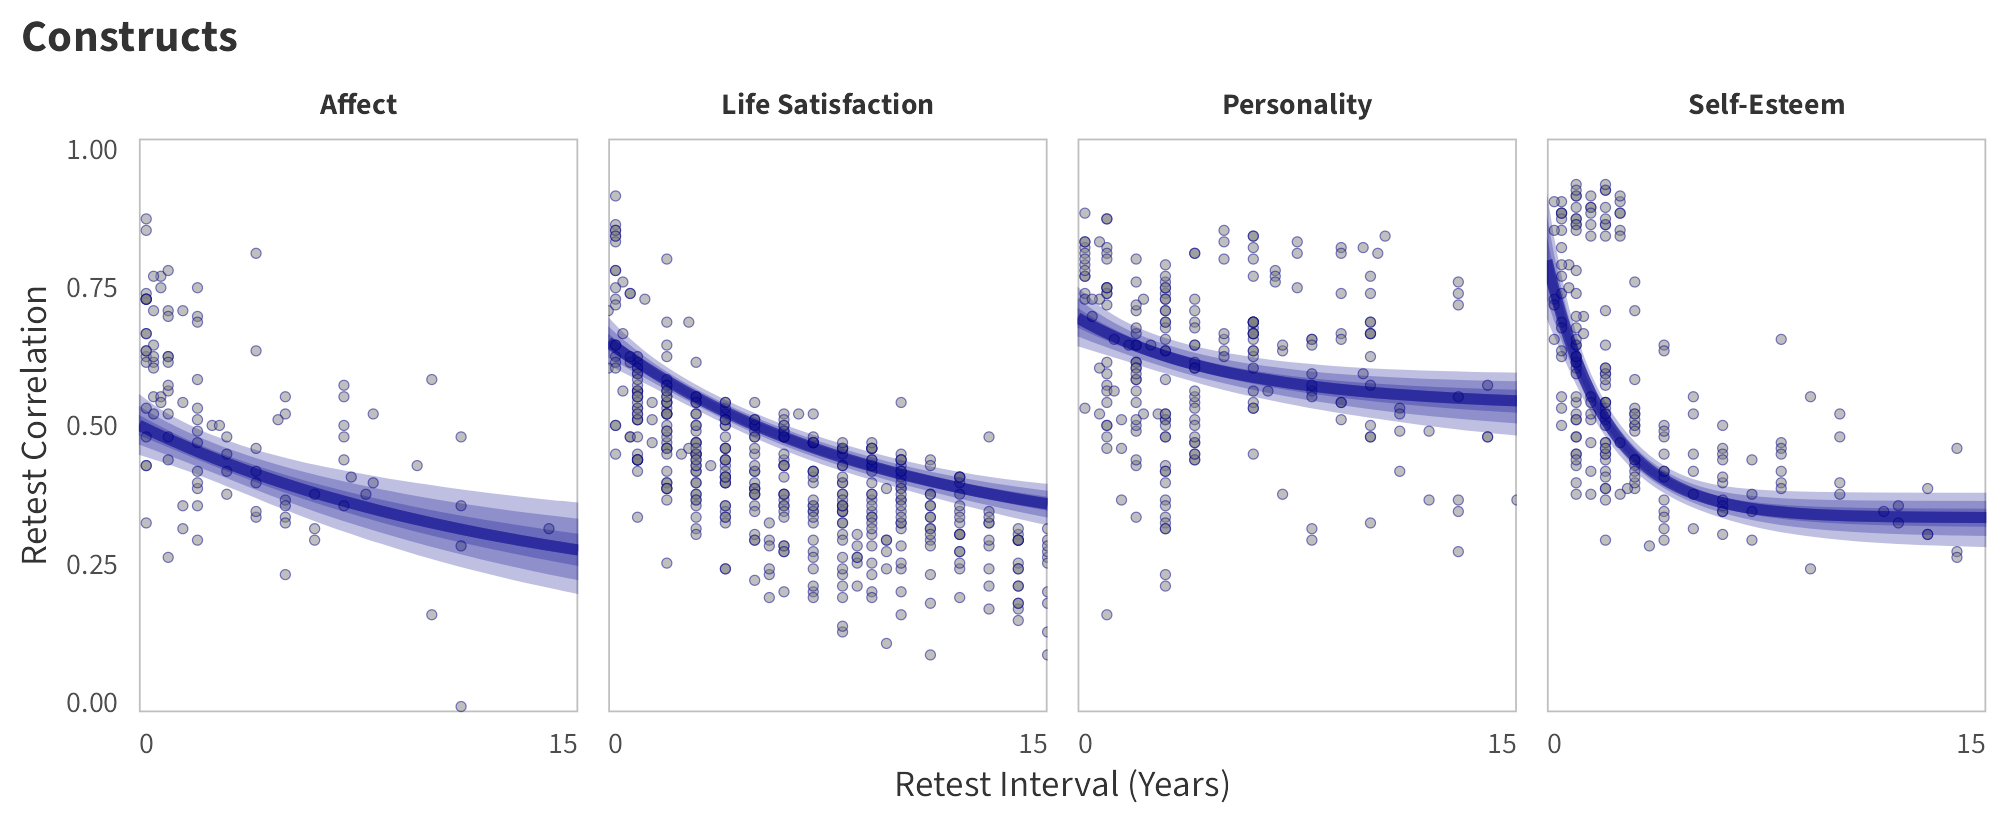 Constructs
Affect
Life Satisfaction
Personality
Self-Esteem
Retest Correlation
1.00
0.75
0.50
0.25
0.00
0 15
0 15
0 15
0 15
Retest Interval (Years)